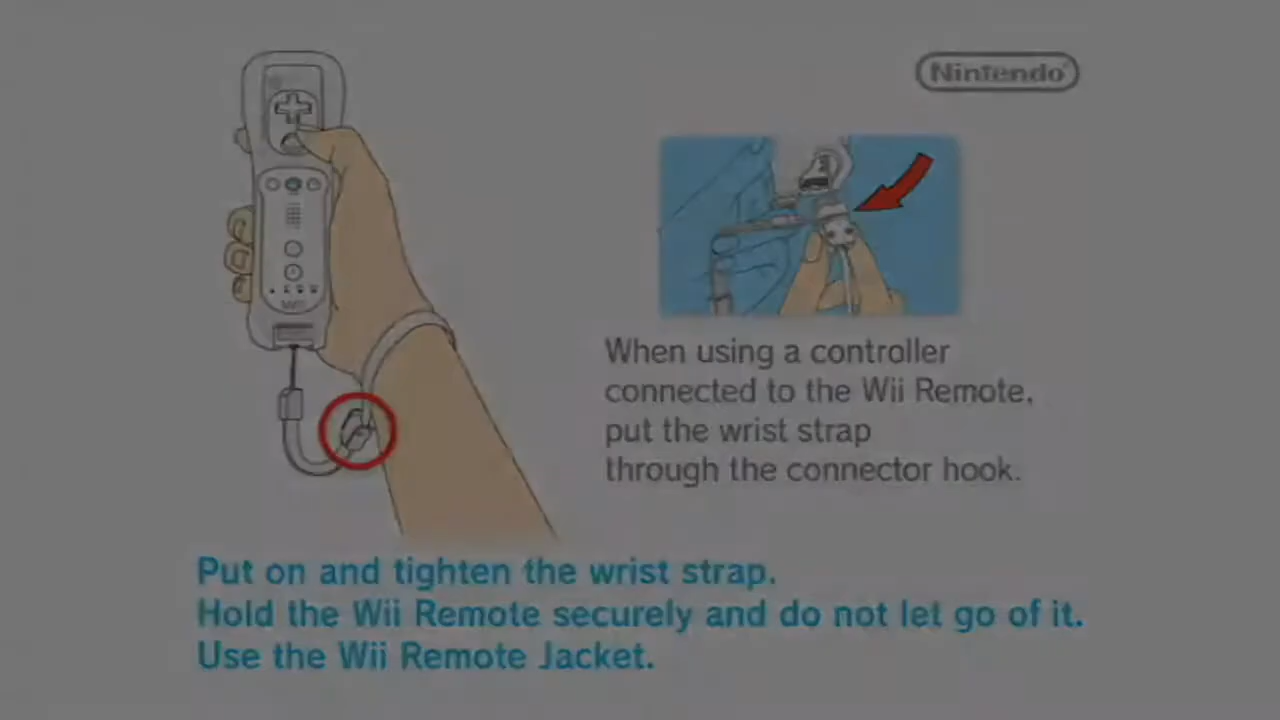 Nintendo
When using a controller
connected to the Wii Remote,
put the wrist strap
through the connector hook.
Put on and tighten the wrist strap.
Hold the Wii Remote securely and do not let go of it.
Use the Wii Remote Jacket.